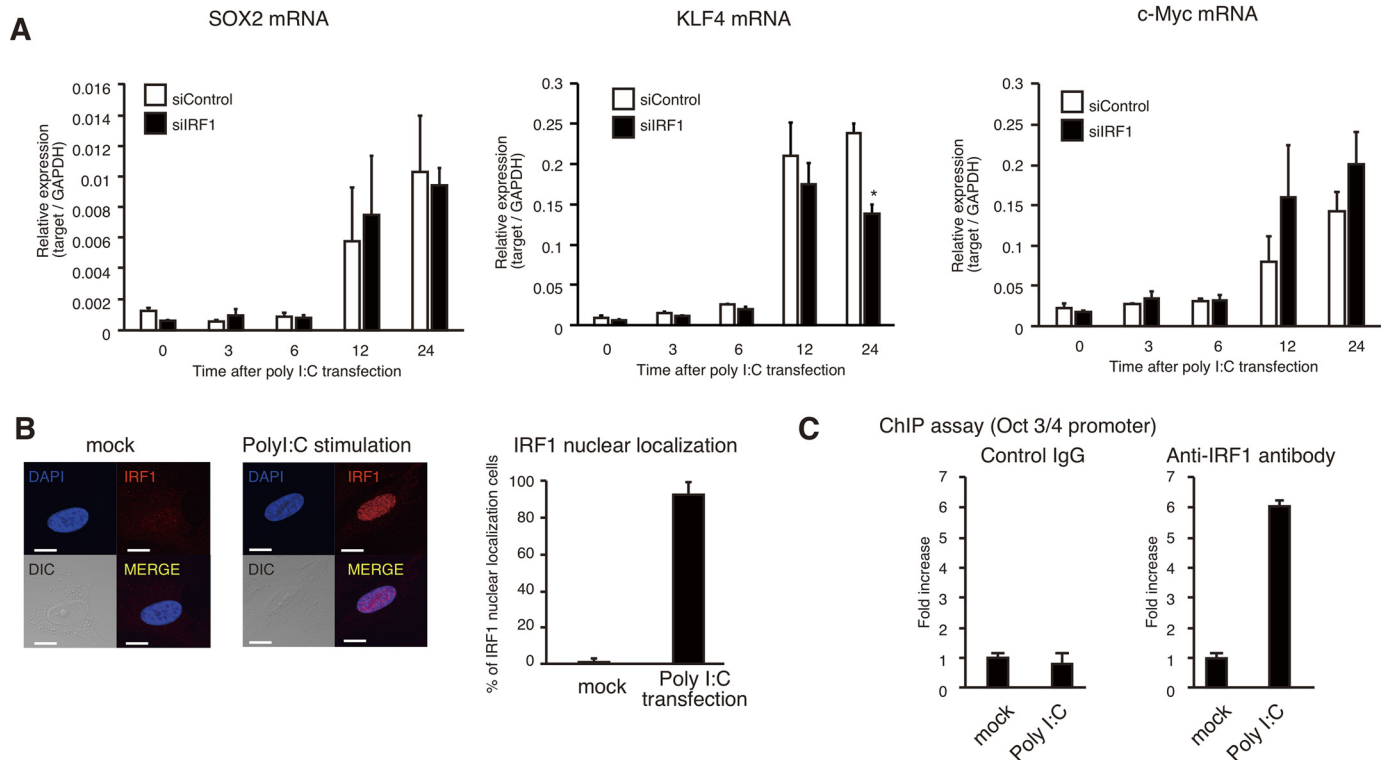 A
SOX2 mRNA
KLF4 mRNA
c-Myc mRNA
Relative expression
(target / GAPDH)
0.016
0.014
0.012
0.01
0.008
0.006
0.004
0.002
0
siControl
siIRF1
0 3 6 12 24
Time after poly I:C transfection
Relative expression
(target / GAPDH)
0.3
0.25
0.2
0.15
0.1
0.05
0
siControl
siIRF1
*
0 3 6 12 24
Time after poly I:C transfection
Relative expression
(target / GAPDH)
0.3
0.25
0.2
0.15
0.1
0.05
0
siControl
siIRF1
0 3 6 12 24
Time after poly I:C transfection
B
mock
DAPI IRF1
DIC MERGE
PolyI:C stimulation
DAPI IRF1
DIC MERGE
IRF1 nuclear localization
% of IRF1 nuclear localization cells
100
80
60
40
20
0
mock
Poly I:C
transfection
C
ChIP assay (Oct 3/4 promoter)
Control IgG
Fold increase
7
6
5
4
3
2
1
0
mock
Poly I:C
Anti-IRF1 antibody
Fold increase
7
6
5
4
3
2
1
0
mock
Poly I:C